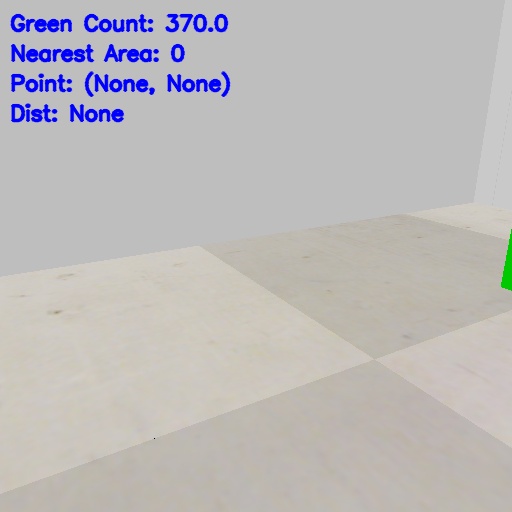 Green Count: 370.0
Nearest Area: 0
Point: (None, None)
Dist: None